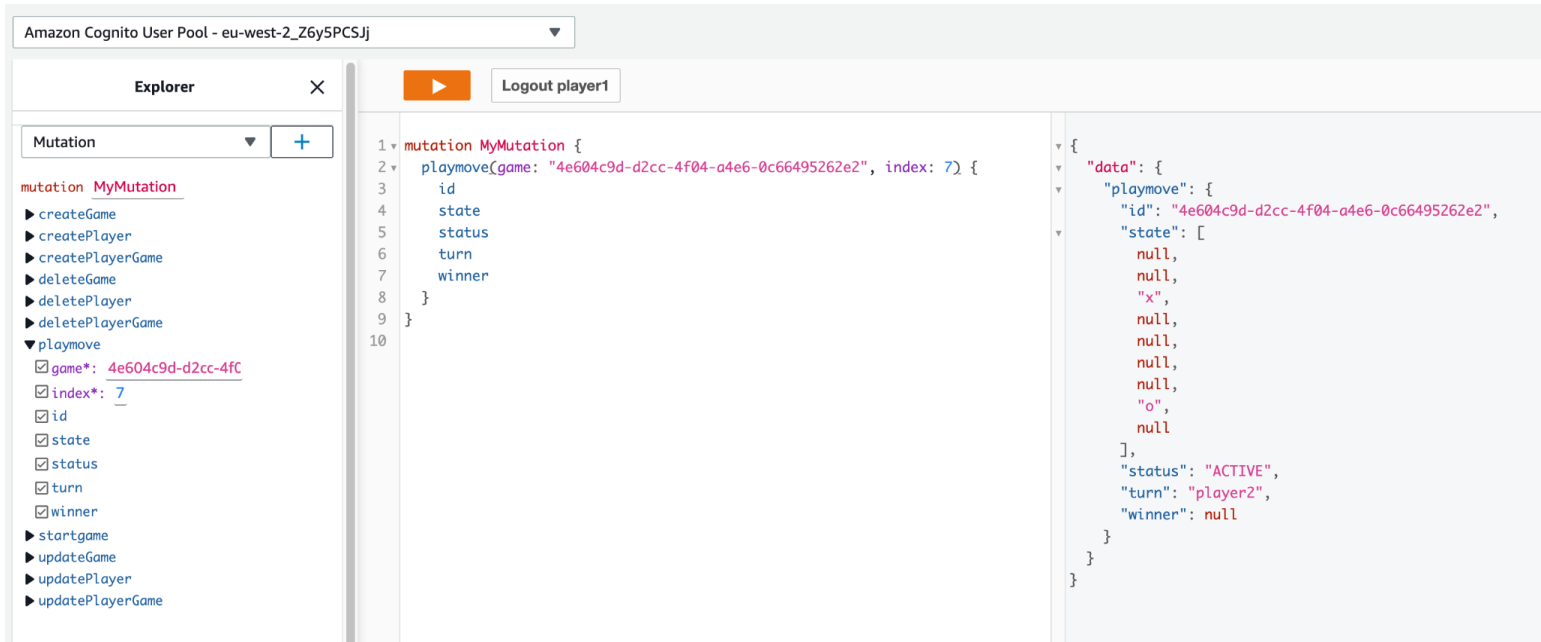 Amazon Cognito User Pool - eu-west-2_Z6y5PCSJj
Explorer
Mutation
mutation MyMutation
createGame
createPlayer
createPlayerGame
deleteGame
deletePlayer
deletePlayerGame
playmove
game*: 4e604c9d-d2cc-4f0
index*: 7
id
state
status
turn
winner
startgame
updateGame
updatePlayer
updatePlayerGame
Logout player1
1 mutation MyMutation {
2 playmove(game: "4e604c9d-d2cc-4f04-a4e6-0c66495262e2", index: 7) {
3 id
4 state
5 status
6 turn
7 winner
8 }
9 }
10
{
"data": {
"playmove": {
"id": "4e604c9d-d2cc-4f04-a4e6-0c66495262e2",
"state": [
null,
null,
"x",
null,
null,
null,
null,
"o",
null
],
"status": "ACTIVE",
"turn": "player2",
"winner": null
}
}
}